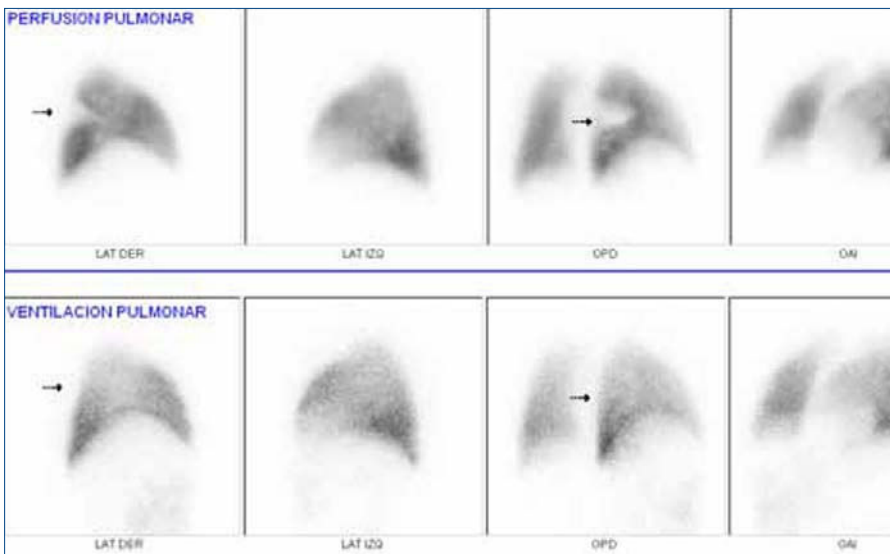 PERFUSION PULMONAR
LAT DER
LAT IZQ
OPD
OAI
VENTILACION PULMONAR
LAT DER
LAT IZQ
OPD
OAI